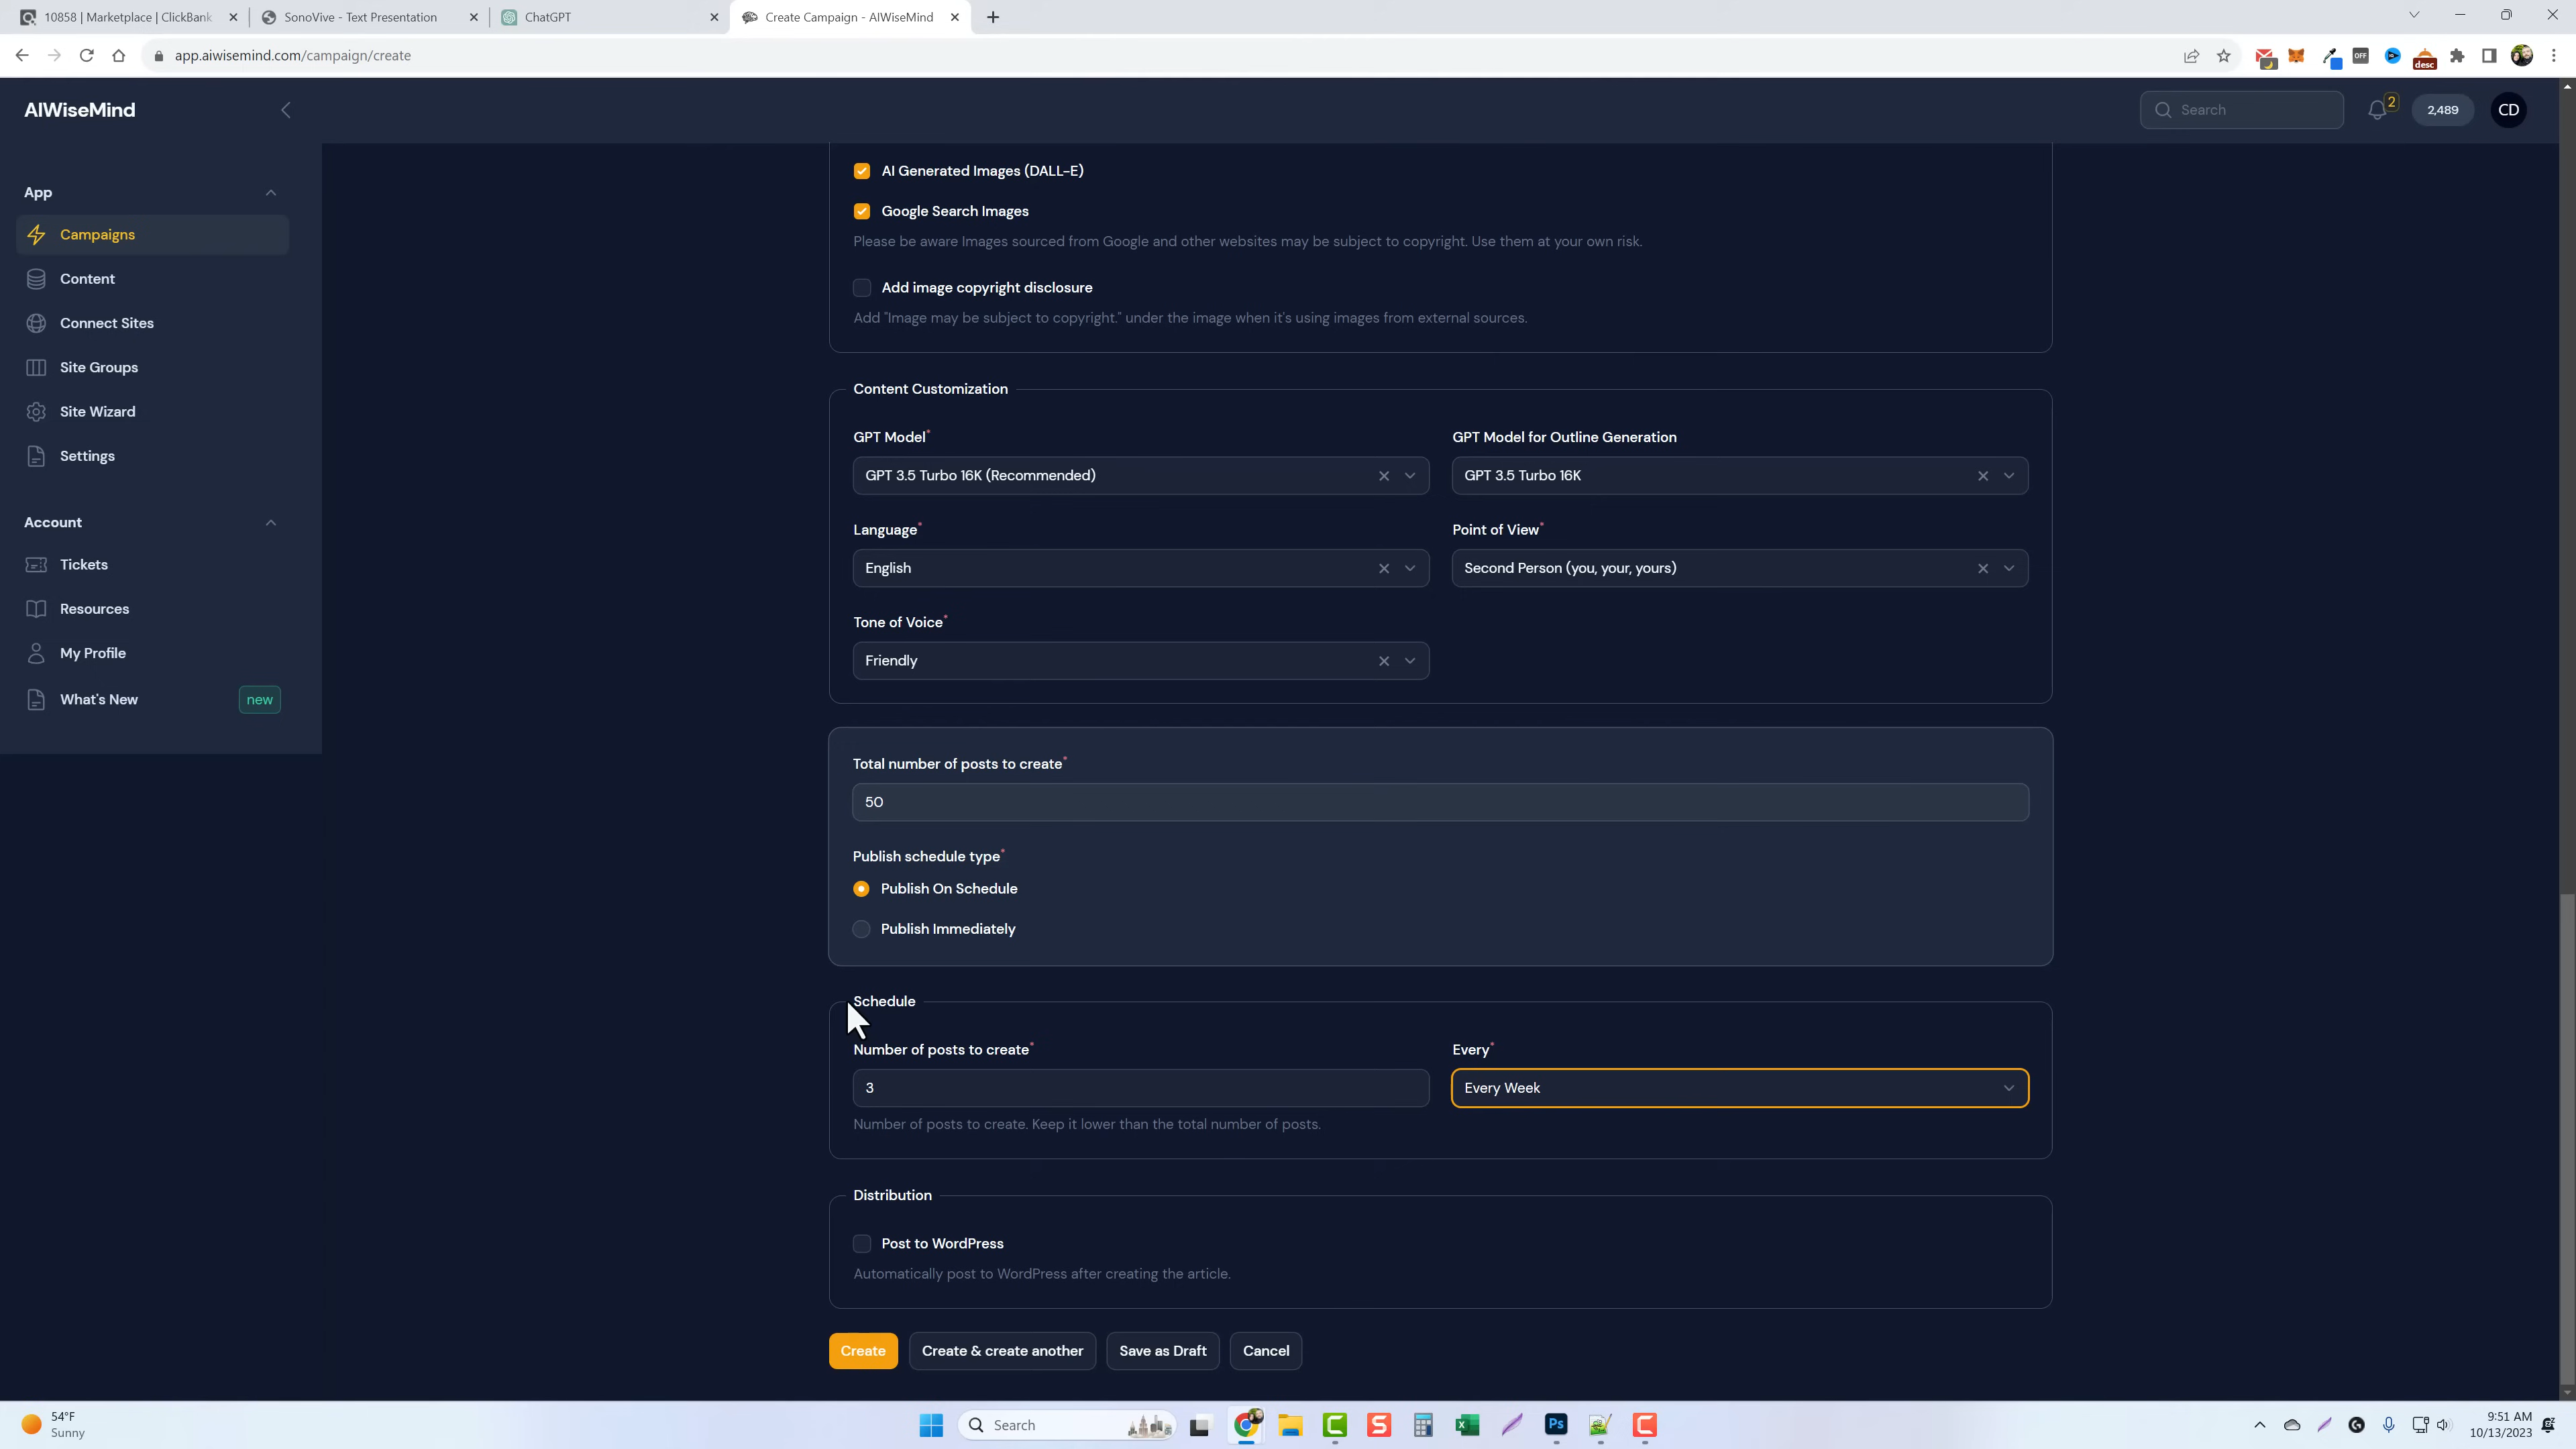 10858 | Marketplace | ClickBank
SonoVive - Text Presentation
ChatGPT
Create Campaign - AIWiseMind
app.aiwisemind.com/campaign/create
OFF
desc
AIWiseMind
Search
2
2,489
CD
App
Campaigns
Content
Connect Sites
Site Groups
Site Wizard
Settings
Account
Tickets
Resources
My Profile
What's New
new
AI Generated Images (DALL-E)
Google Search Images
Please be aware Images sourced from Google and other websites may be subject to copyright. Use them at your own risk.
Add image copyright disclosure
Add "Image may be subject to copyright." under the image when it's using images from external sources.
Content Customization
GPT Model*
GPT Model for Outline Generation
GPT 3.5 Turbo 16K (Recommended)
GPT 3.5 Turbo 16K
Language*
Point of View*
English
Second Person (you, your, yours)
Tone of Voice*
Friendly
Total number of posts to create*
50
Publish schedule type*
Publish On Schedule
Publish Immediately
Schedule
Number of posts to create*
Every*
3
Every Week
Number of posts to create. Keep it lower than the total number of posts.
Distribution
Post to WordPress
Automatically post to WordPress after creating the article.
Create
Create & create another
Save as Draft
Cancel
54°F
Sunny
Search
Ps
9:51 AM
10/13/2023